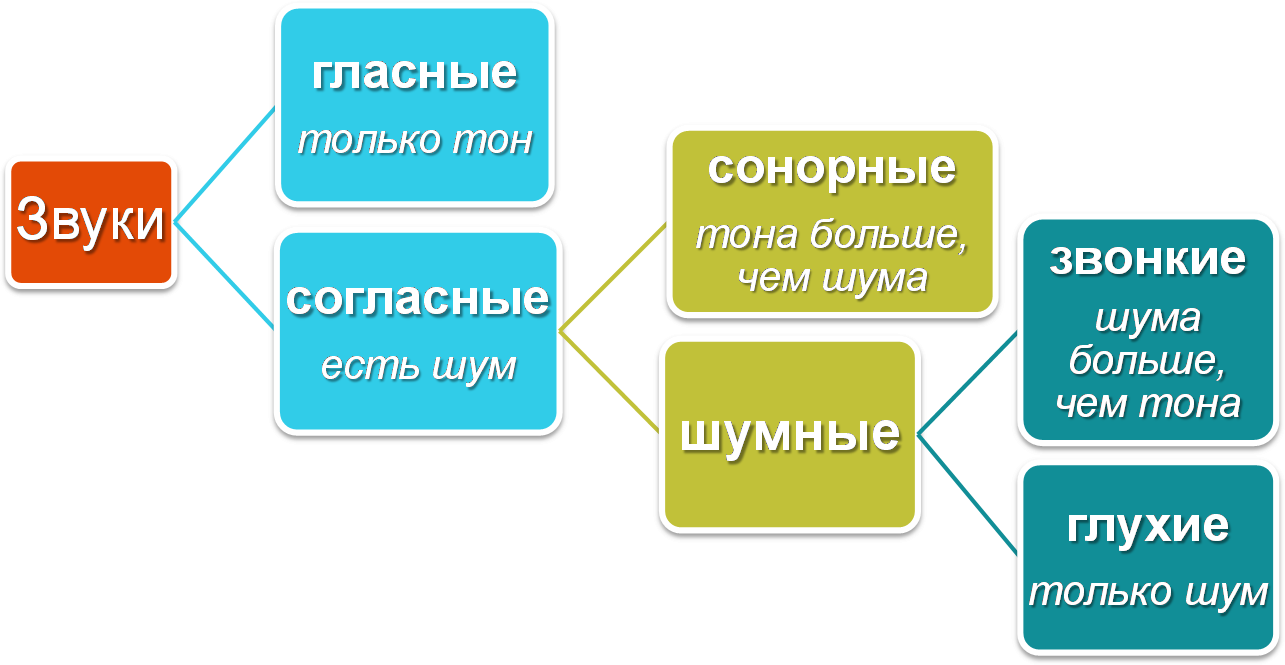 Звуки
гласные
только тон
согласные
есть шум
сонорные
тона больше,
чем шума
шумные
звонкие
шума
больше,
чем тона
глухие
только шум